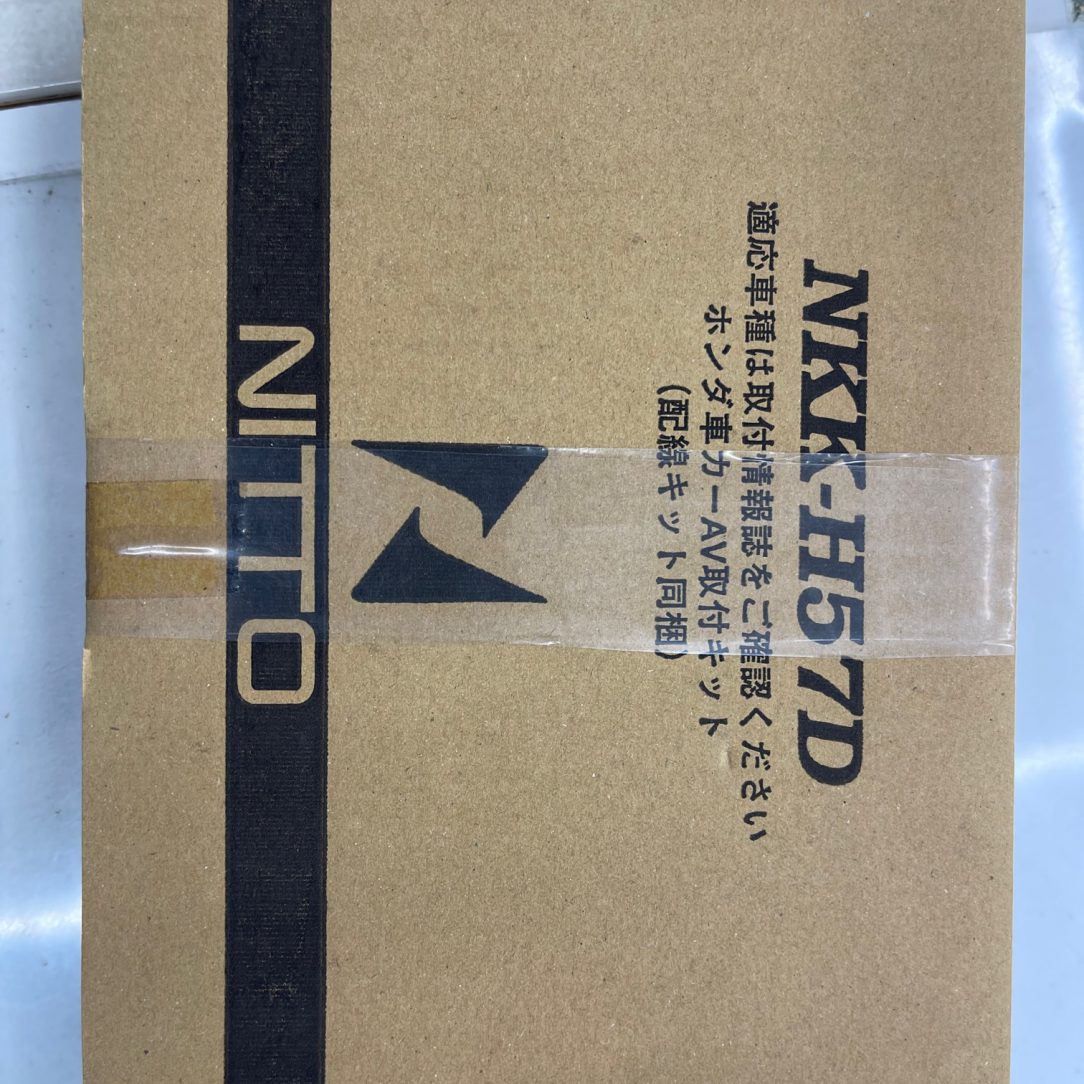 NKK-H57D
適応車種は取付情報誌をご確認ください
ホンダ車カーAV取付キット
(配線キット同梱)
NITTO